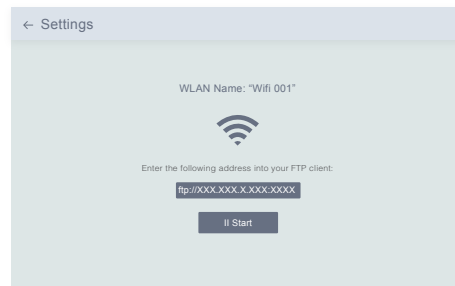 ← Settings
WLAN Name: “Wifi 001”
Enter the following address into your FTP client:
ftp://XXX.XXX.X.XXX:XXXX
II Start